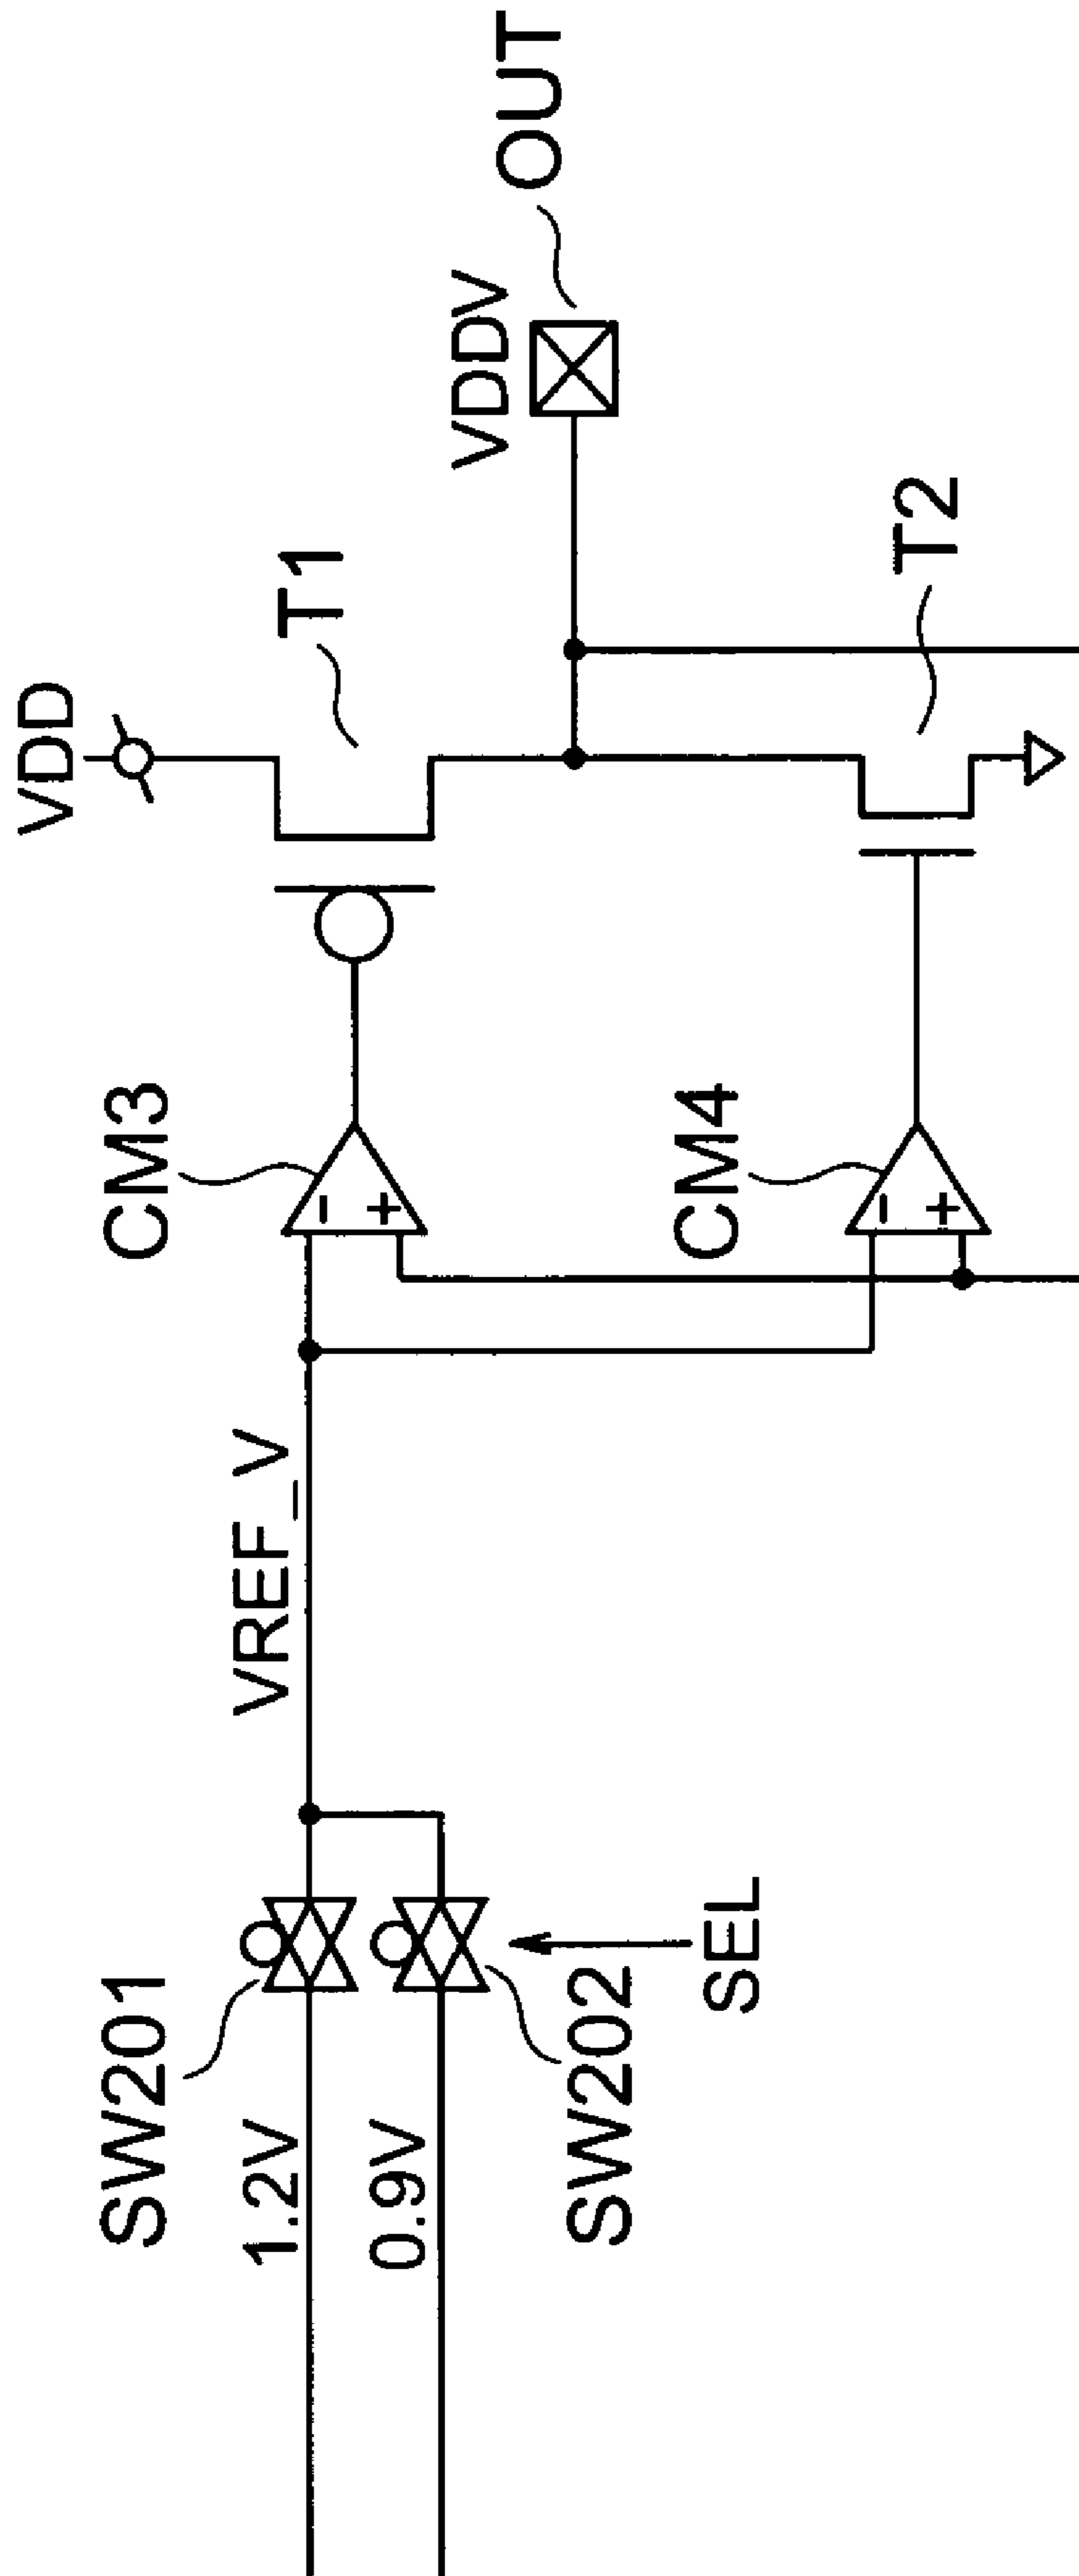 SW201
1.2V
0.9V
SW202
SEL
VREF_V
CM3
-
+
CM4
-
+
VDD
T1
T2
VDDV
OUT